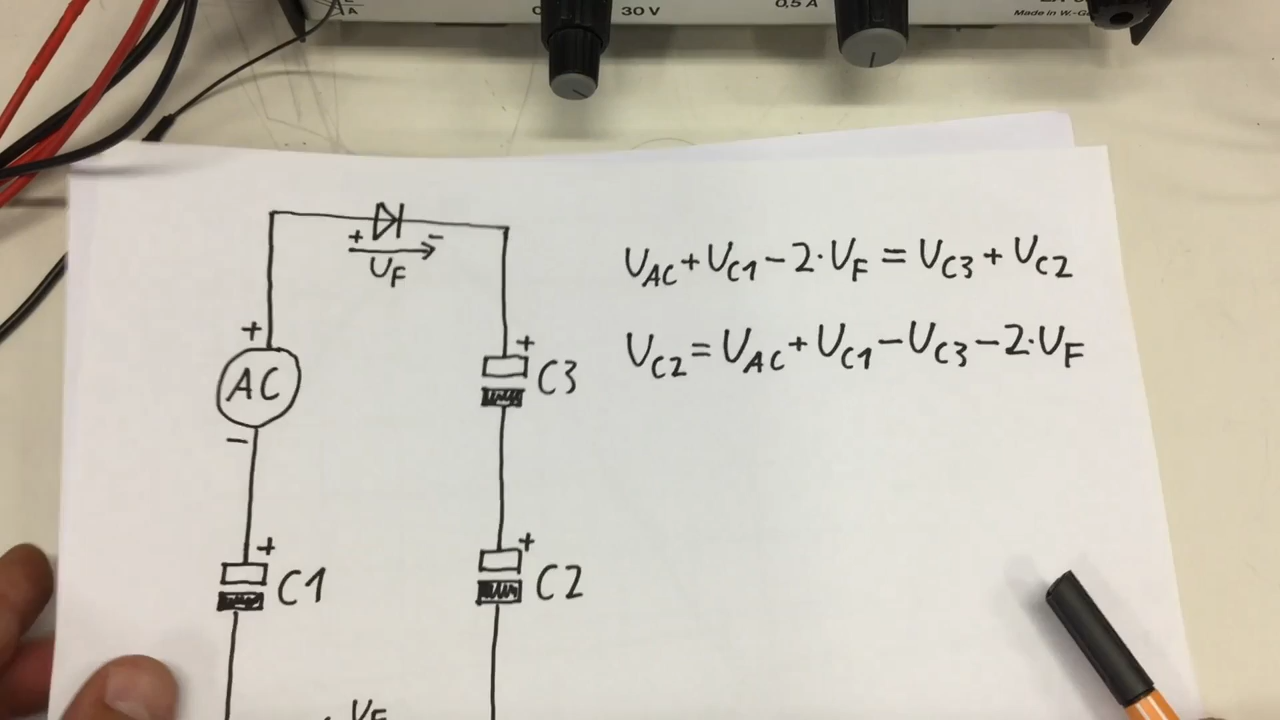 30 V
0,5 A
Made in W.-G
+ -
U_F
U_AC + U_C1 - 2·U_F = U_C3 + U_C2
U_C2 = U_AC + U_C1 - U_C3 - 2·U_F
+
AC
-
+
C3
+
C1
+
C2
U_F